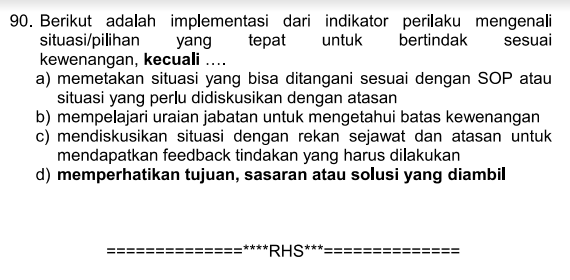 90. Berikut adalah implementasi dari indikator perilaku mengenali
situasi/pilihan yang tepat untuk bertindak sesuai
kewenangan, kecuali ....
a) memetakan situasi yang bisa ditangani sesuai dengan SOP atau
situasi yang perlu didiskusikan dengan atasan
b) mempelajari uraian jabatan untuk mengetahui batas kewenangan
c) mendiskusikan situasi dengan rekan sejawat dan atasan untuk
mendapatkan feedback tindakan yang harus dilakukan
d) memperhatikan tujuan, sasaran atau solusi yang diambil
==============****RHS***==============